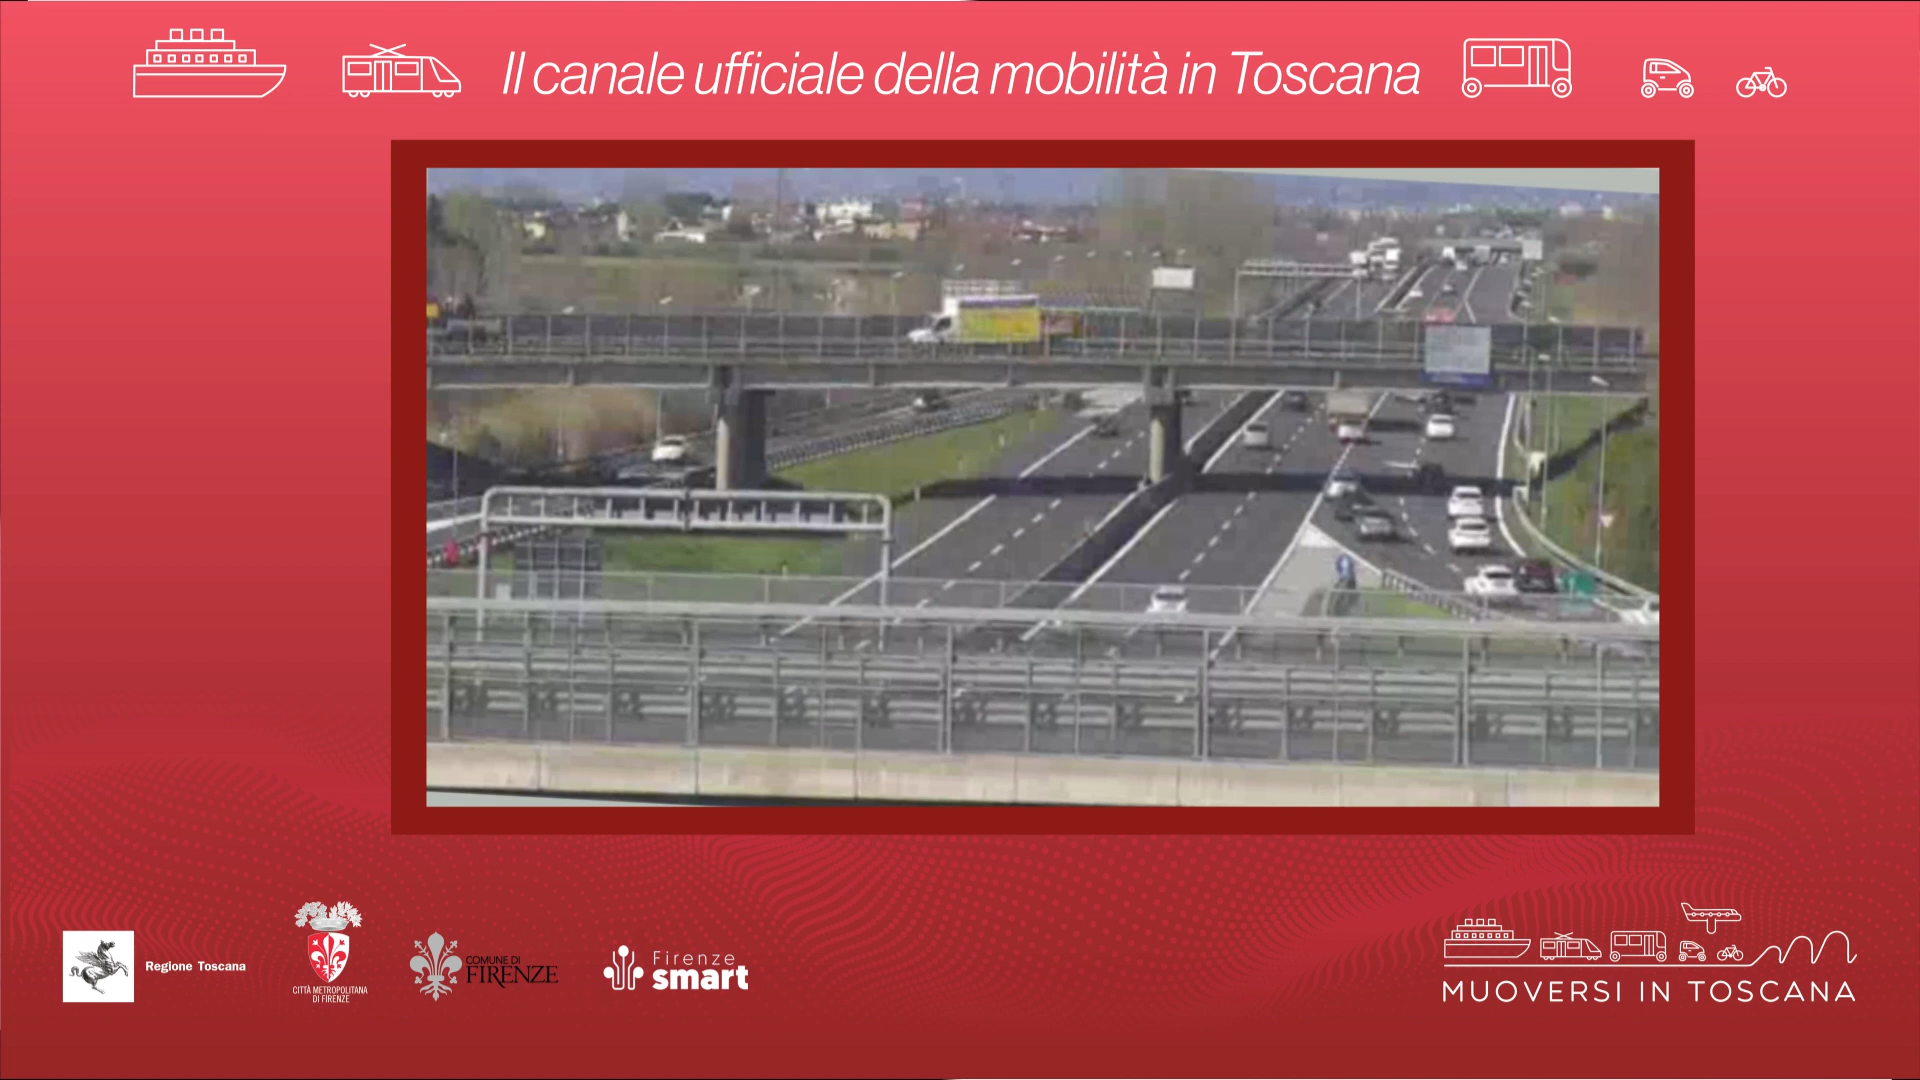 Il canale ufficiale della mobilità in Toscana
Regione Toscana
CITTÀ METROPOLITANA
DI FIRENZE
COMUNE DI
FIRENZE
Firenze
smart
MUOVERSI IN TOSCANA